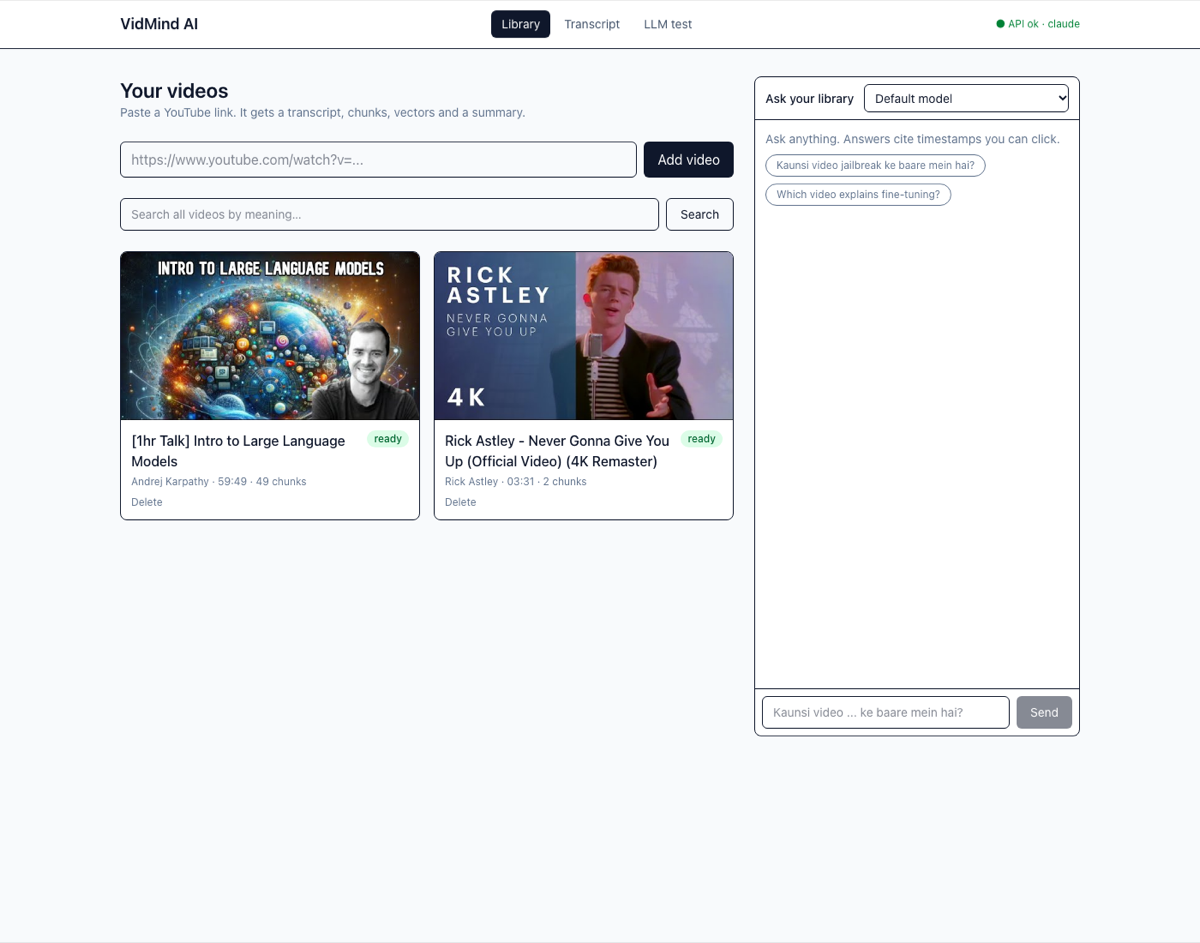 VidMind AI
Library
Transcript
LLM test
API ok · claude
Your videos
Paste a YouTube link. It gets a transcript, chunks, vectors and a summary.
https://www.youtube.com/watch?v=...
Add video
Search all videos by meaning...
Search
INTRO TO LARGE LANGUAGE MODELS
[1hr Talk] Intro to Large Language
Models
ready
Andrej Karpathy · 59:49 · 49 chunks
Delete
RICK
ASTLEY
NEVER GONNA
GIVE YOU UP
4K
Rick Astley - Never Gonna Give You
Up (Official Video) (4K Remaster)
ready
Rick Astley · 03:31 · 2 chunks
Delete
Ask your library
Default model
Ask anything. Answers cite timestamps you can click.
Kaunsi video jailbreak ke baare mein hai?
Which video explains fine-tuning?
Kaunsi video ... ke baare mein hai?
Send